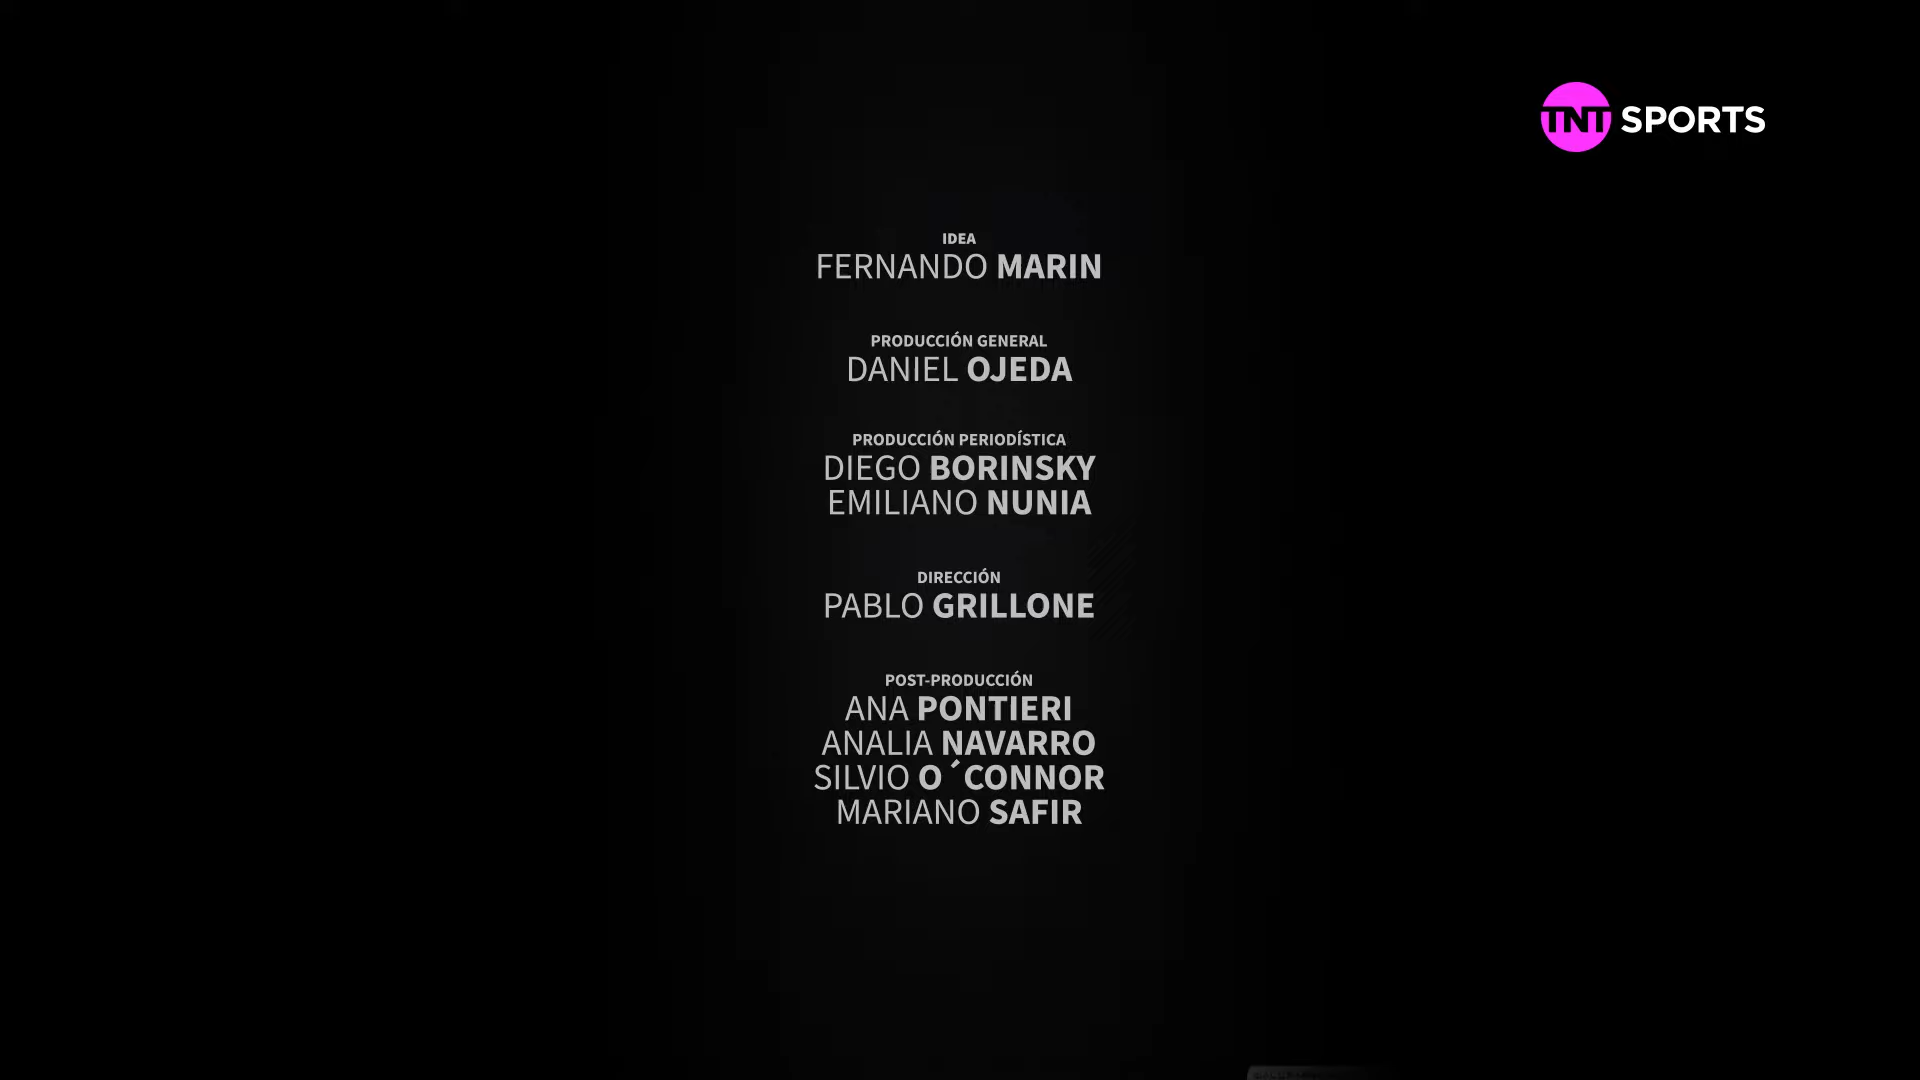 TNT SPORTS
IDEA
FERNANDO MARIN
PRODUCCIÓN GENERAL
DANIEL OJEDA
PRODUCCIÓN PERIODÍSTICA
DIEGO BORINSKY
EMILIANO NUNIA
DIRECCIÓN
PABLO GRILLONE
POST-PRODUCCIÓN
ANA PONTIERI
ANALIA NAVARRO
SILVIO O´CONNOR
MARIANO SAFIR